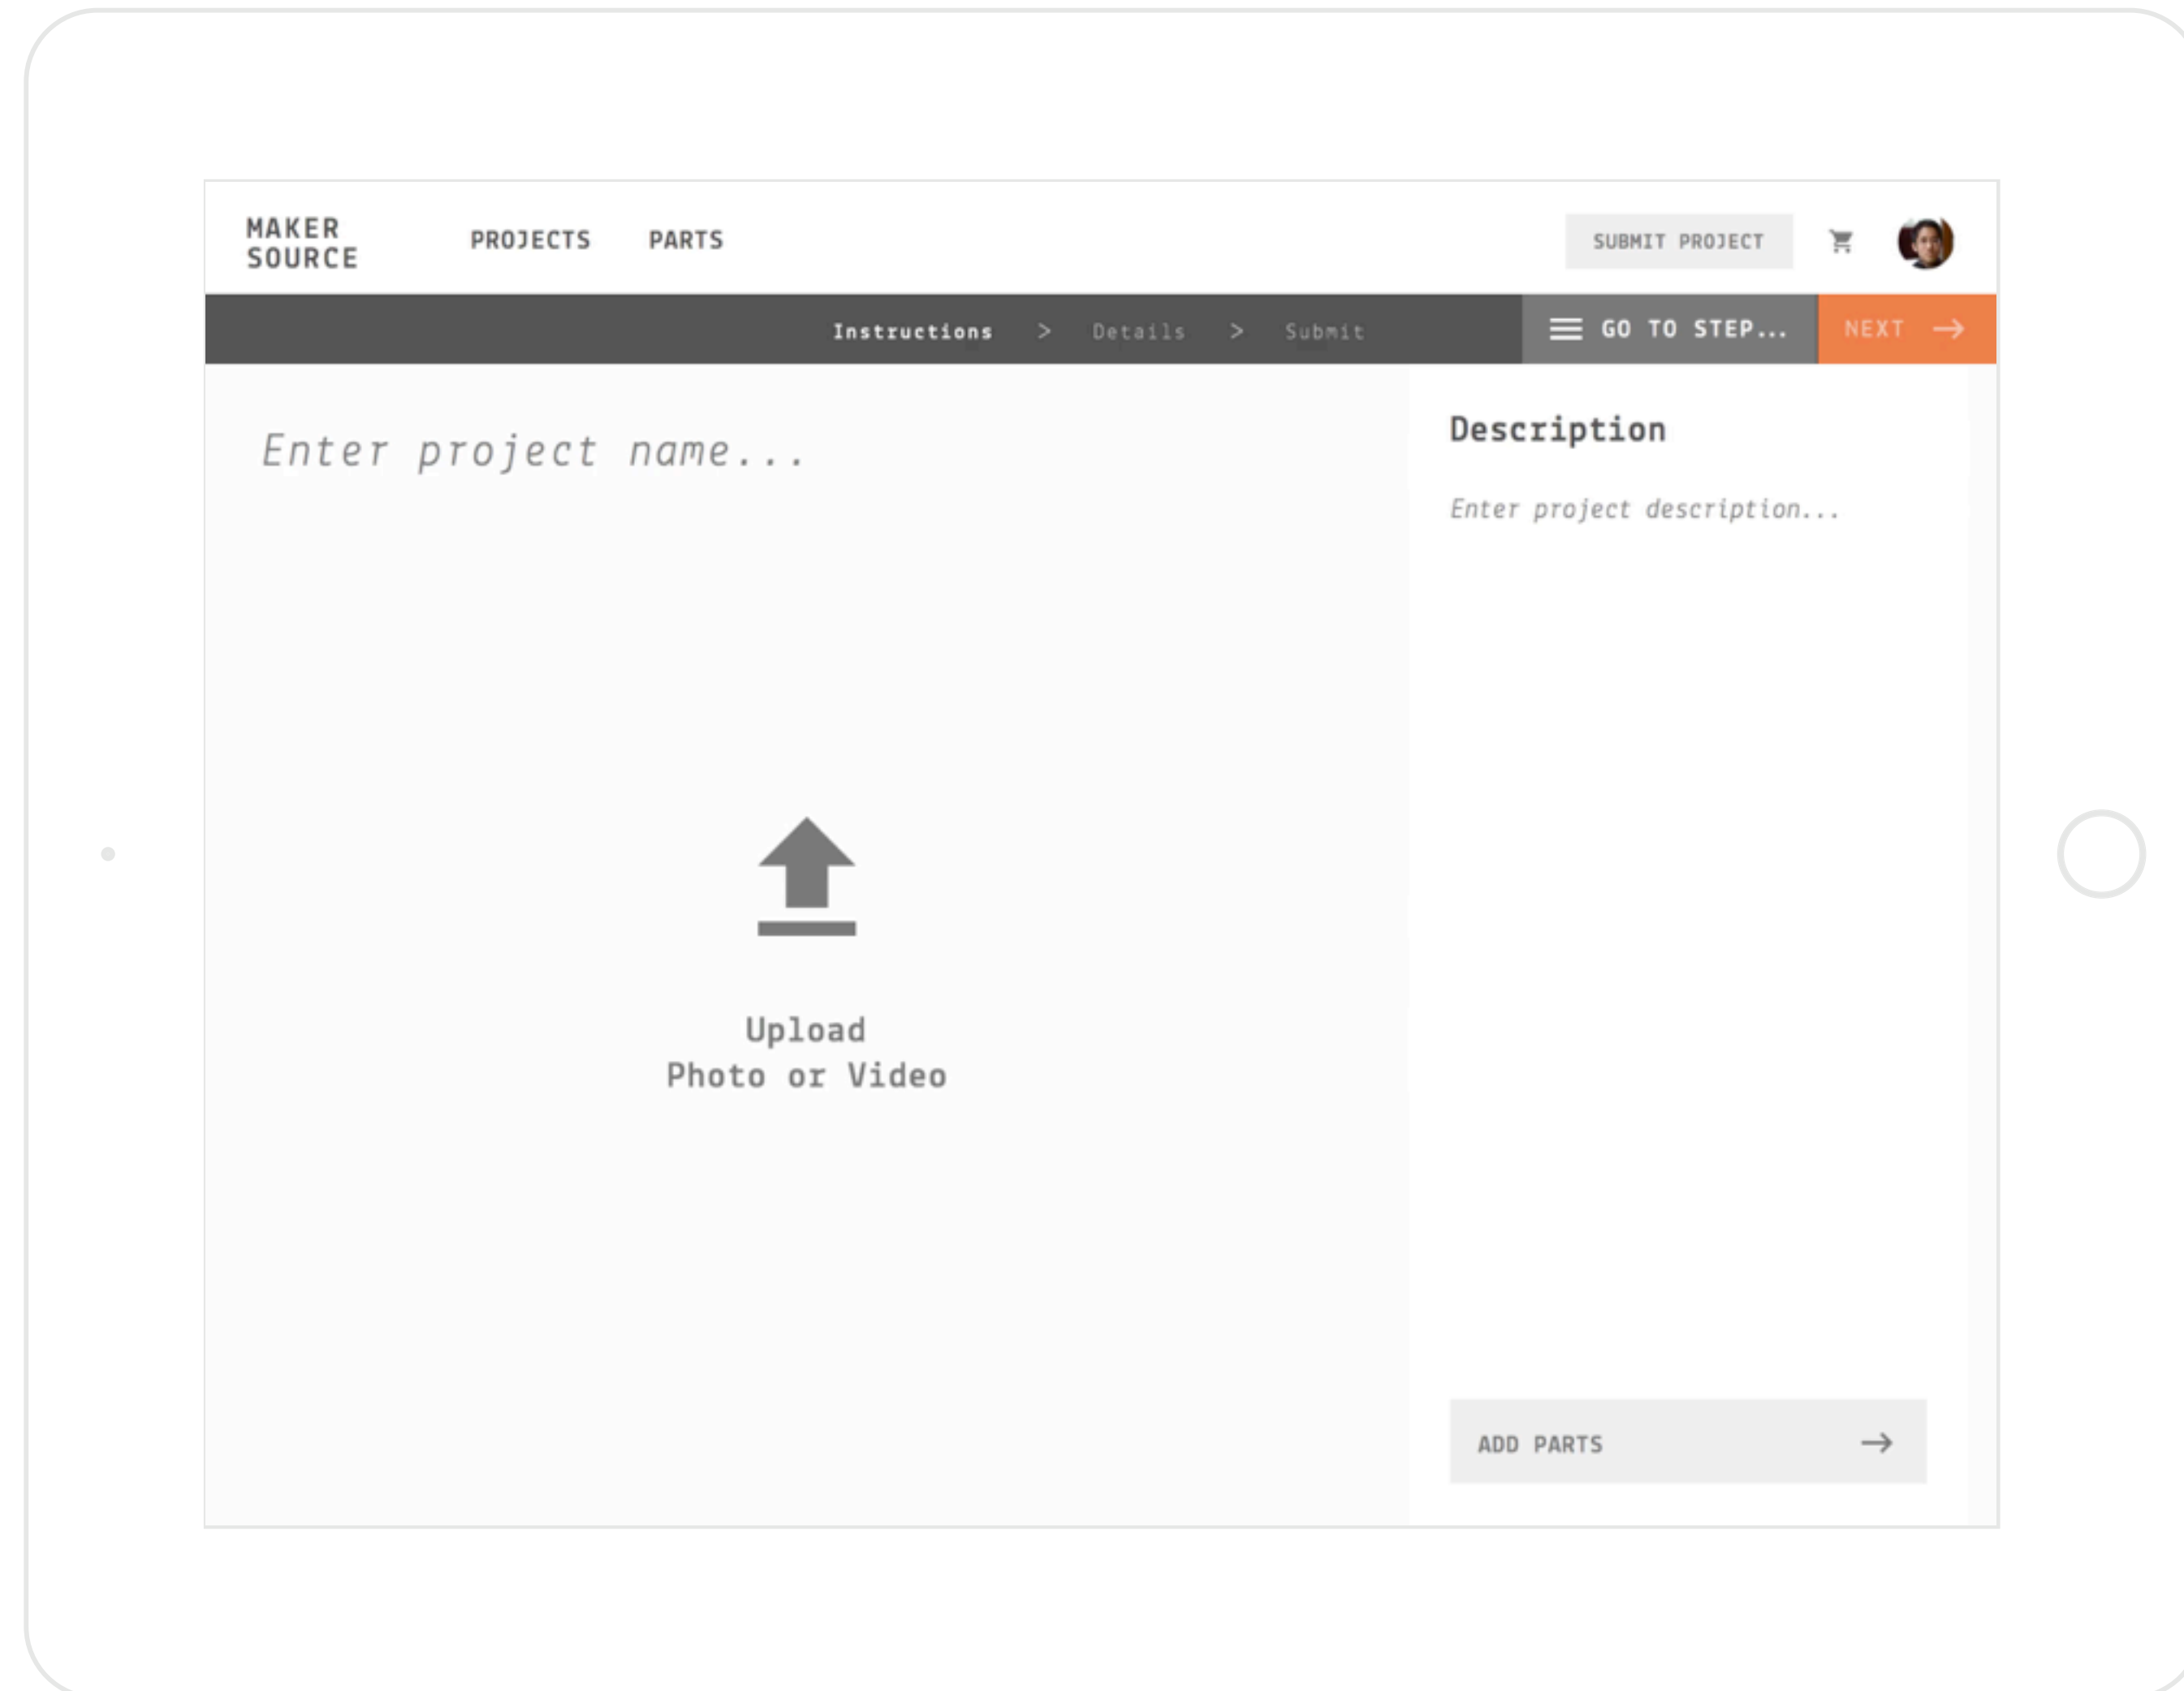 MAKER
SOURCE
PROJECTS
PARTS
SUBMIT PROJECT
Instructions > Details > Submit
GO TO STEP...
NEXT
Enter project name...
Description
Enter project description...
Upload
Photo or Video
ADD PARTS